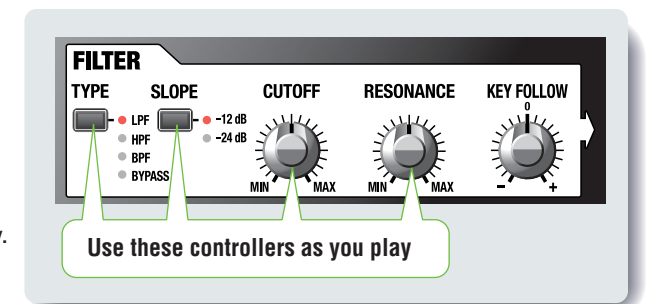 FILTER
TYPE SLOPE CUTOFF RESONANCE KEY FOLLOW
0
LPF -12 dB
HPF -24 dB
BPF
BYPASS
MIN MAX MIN MAX - +
Use these controllers as you play